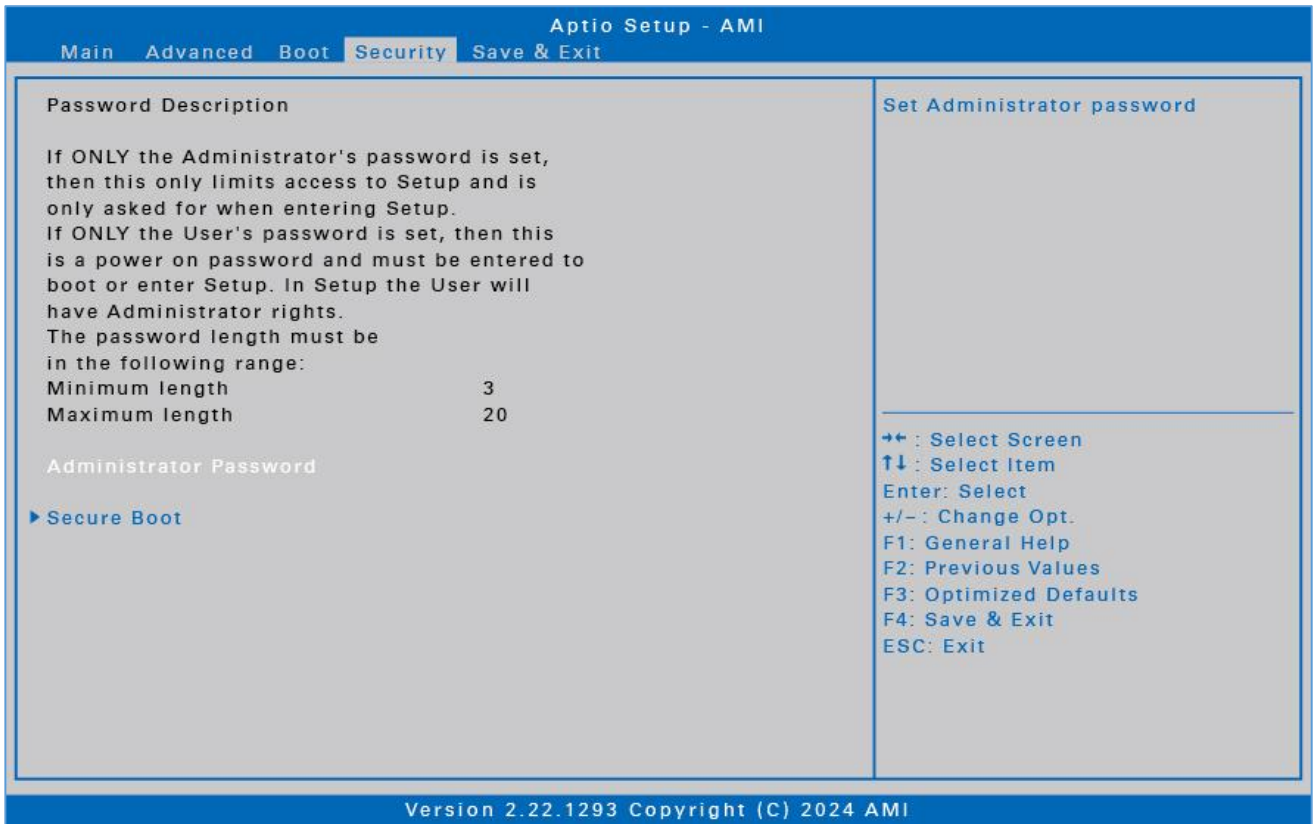 Aptio Setup - AMI
Main Advanced Boot Security Save & Exit
Password Description
If ONLY the Administrator's password is set,
then this only limits access to Setup and is
only asked for when entering Setup.
If ONLY the User's password is set, then this
is a power on password and must be entered to
boot or enter Setup. In Setup the User will
have Administrator rights.
The password length must be
in the following range:
Minimum length 3
Maximum length 20
Administrator Password
Secure Boot
Set Administrator password
→← : Select Screen
↑↓ : Select Item
Enter: Select
+/– : Change Opt.
F1: General Help
F2: Previous Values
F3: Optimized Defaults
F4: Save & Exit
ESC: Exit
Version 2.22.1293 Copyright (C) 2024 AMI